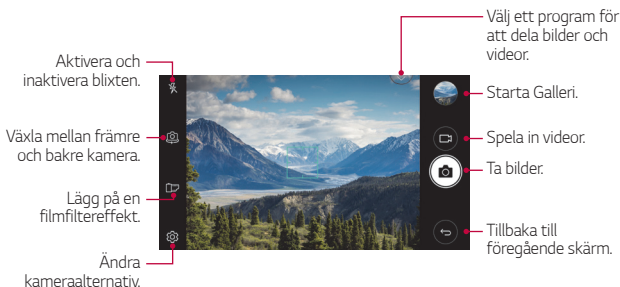 Välj ett program för
att dela bilder och
videor.
Aktivera och
inaktivera blixten.
Starta Galleri.
Växla mellan främre
och bakre kamera.
Spela in videor.
Ta bilder.
Lägg på en
filmfiltereffekt.
Tillbaka till
föregående skärm.
Ändra
kameraalternativ.